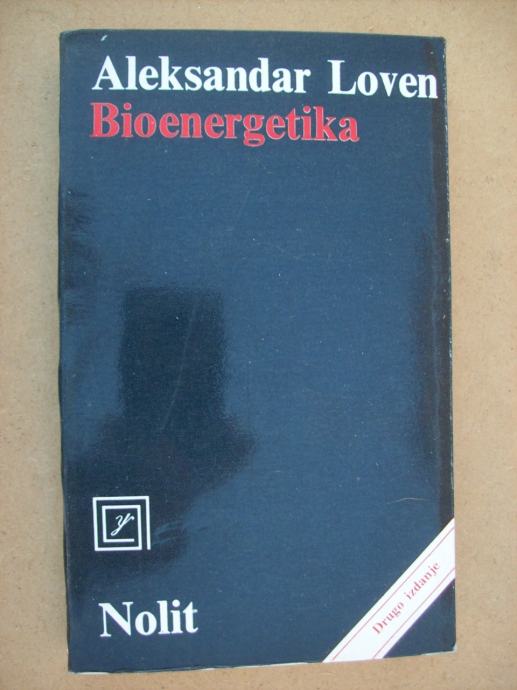 Aleksandar Loven
Bioenergetika
y
Nolit
Drugo izdanje